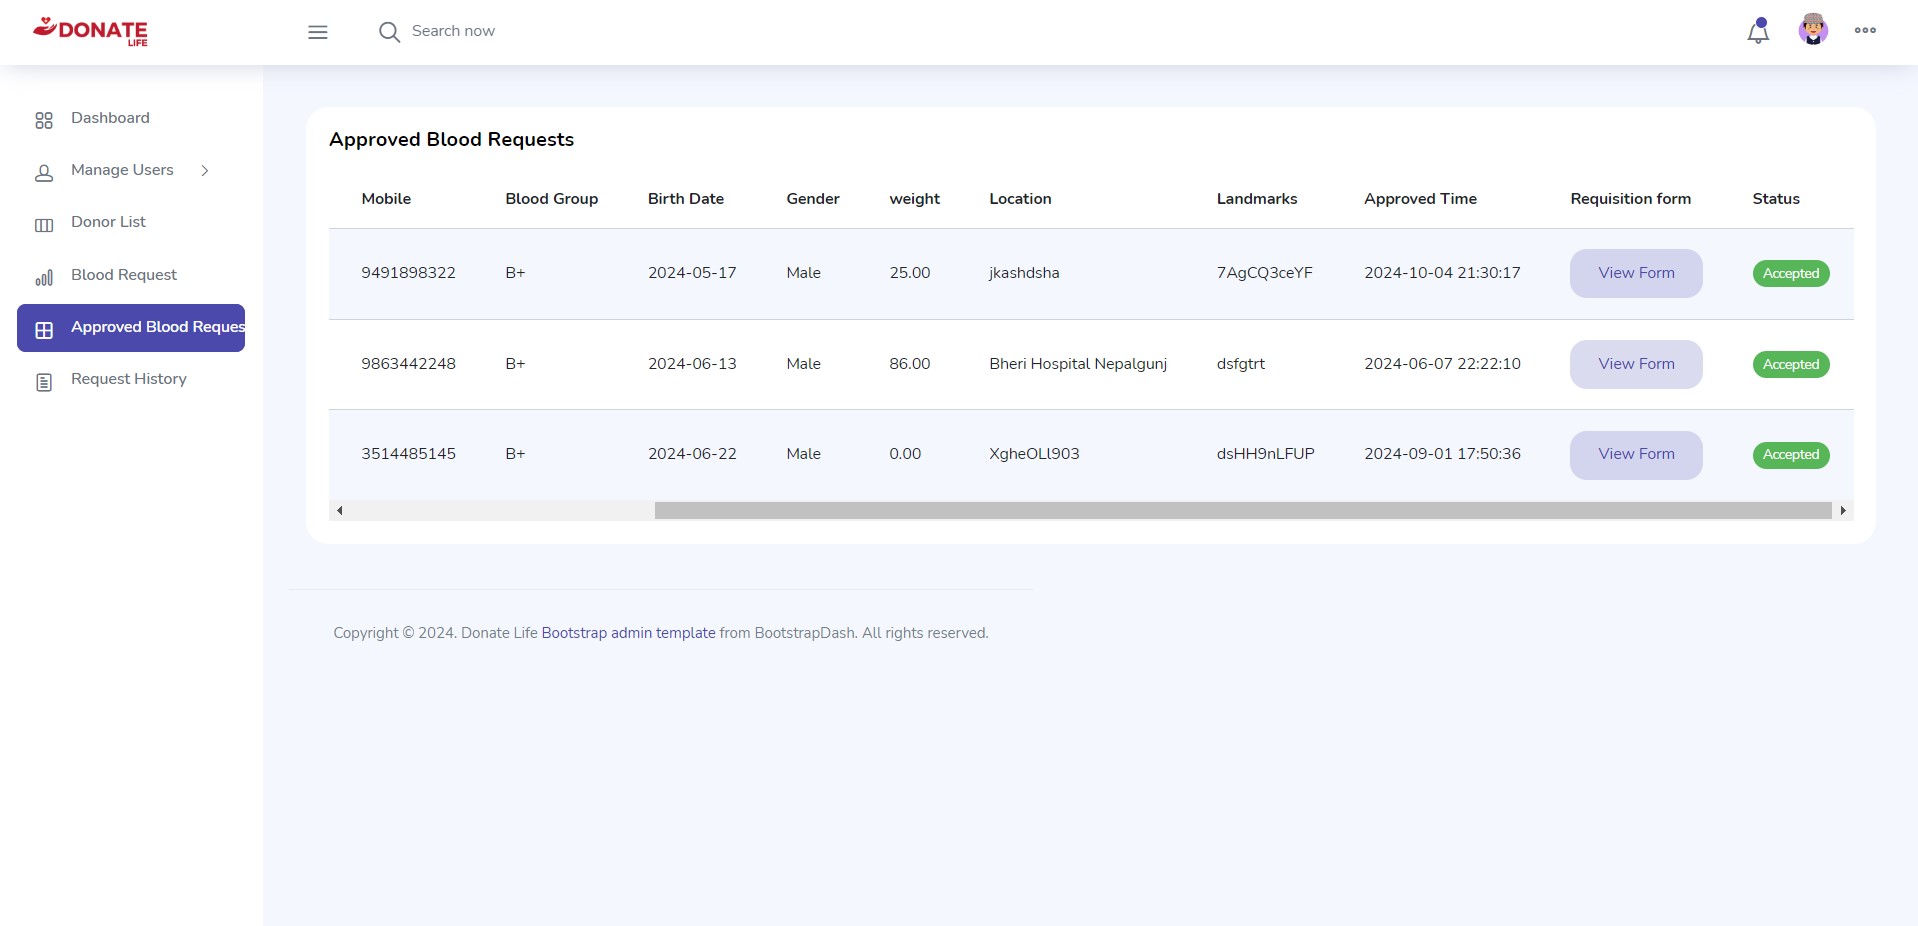 DONATE
LIFE
Search now
Dashboard
Manage Users
Donor List
Blood Request
Approved Blood Reques
Request History
Approved Blood Requests
Mobile Blood Group Birth Date Gender weight Location Landmarks Approved Time Requisition form Status
9491898322 B+ 2024-05-17 Male 25.00 jkashdsha 7AgCQ3ceYF 2024-10-04 21:30:17 View Form Accepted
9863442248 B+ 2024-06-13 Male 86.00 Bheri Hospital Nepalgunj dsfgtrt 2024-06-07 22:22:10 View Form Accepted
3514485145 B+ 2024-06-22 Male 0.00 XgheOLl903 dsHH9nLFUP 2024-09-01 17:50:36 View Form Accepted
Copyright © 2024. Donate Life Bootstrap admin template from BootstrapDash. All rights reserved.